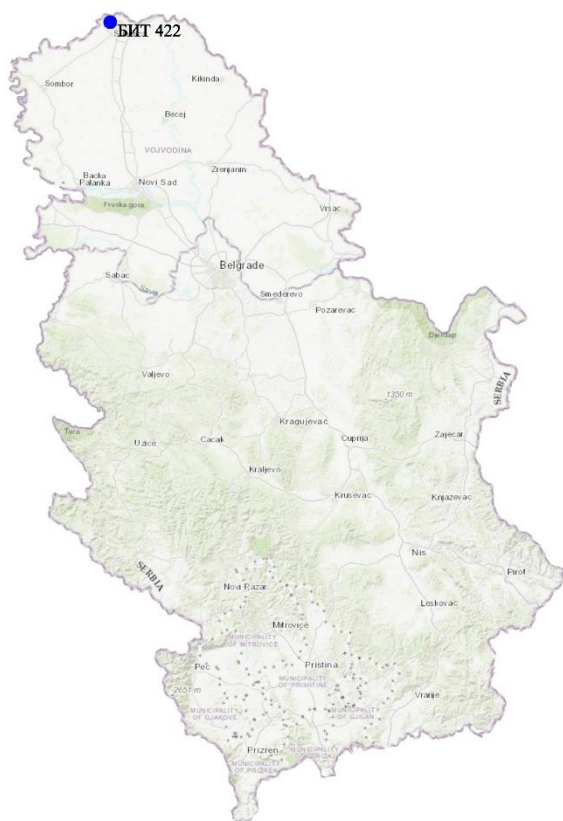 БИТ 422
Sombor
Kikinda
Becej
VOJVODINA
Backa
Palanka
Novi Sad
Zrenjanin
Fruska gora
Vrsac
Belgrade
Sabac
Sava
Smederevo
Pozarevac
Djerdap
Valjevo
1350 m
SERBIA
Kragujevac
Tara
Uzice
Cacak
Cuprija
Zajecar
Kraljevo
Krusevac
Knjazevac
Nis
SERBIA
Pirot
Novi Pazar
Leskovac
Mitrovice
MUNICIPALITY
OF MITROVICE
Pec
Pristina
2651 m
MUNICIPALITY
OF PRISHTINE
Vranje
MUNICIPALITY
OF GJAKOVE
MUNICIPALITY
OF GJILAN
Prizren
MUNICIPALITY
MUNICIPALITY
OF PRIZREN